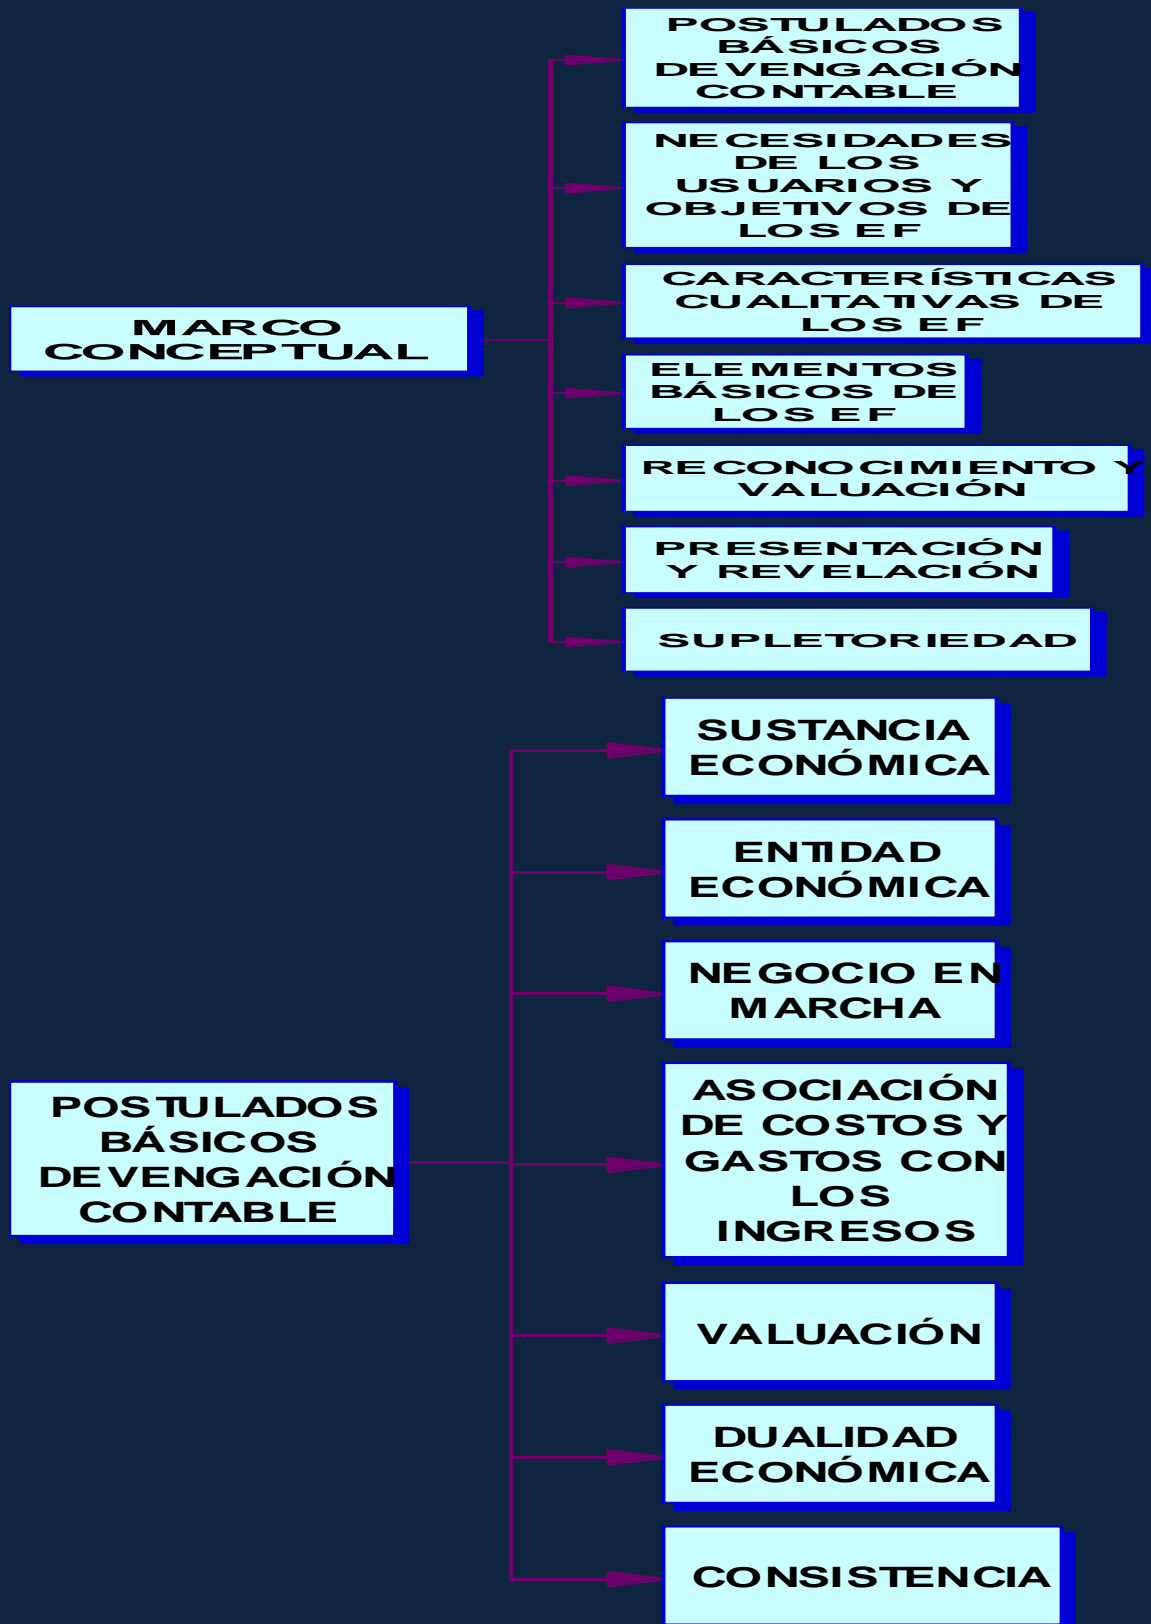 POSTULADOS
BÁSICOS
DEVENGACIÓN
CONTABLE
NECESIDADES
DE LOS
USUARIOS Y
OBJETIVOS DE
LOS EF
CARACTERÍSTICAS
CUALITATIVAS DE
LOS EF
MARCO
CONCEPTUAL
ELEMENTOS
BÁSICOS DE
LOS EF
RECONOCIMIENTO Y
VALUACIÓN
PRESENTACIÓN
Y REVELACIÓN
SUPLETORIEDAD
SUSTANCIA
ECONÓMICA
ENTIDAD
ECONÓMICA
NEGOCIO EN
MARCHA
POSTULADOS
BÁSICOS
DEVENGACIÓN
CONTABLE
ASOCIACIÓN
DE COSTOS Y
GASTOS CON
LOS
INGRESOS
VALUACIÓN
DUALIDAD
ECONÓMICA
CONSISTENCIA